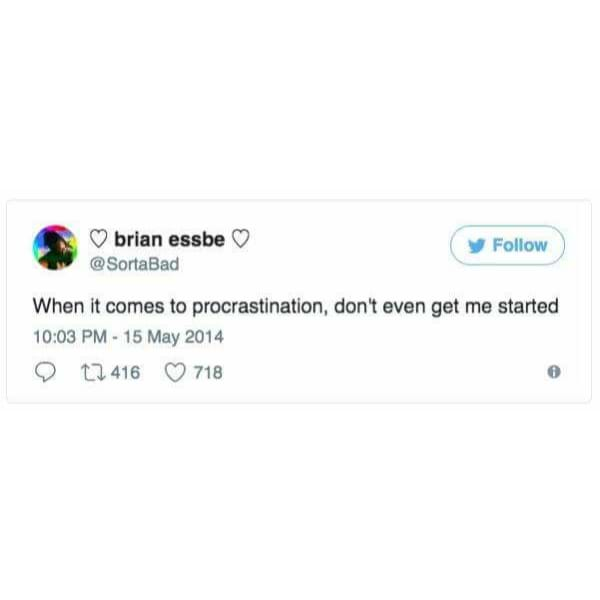 ♡ brian essbe ♡
@SortaBad
Follow
When it comes to procrastination, don't even get me started
10:03 PM - 15 May 2014
416 718